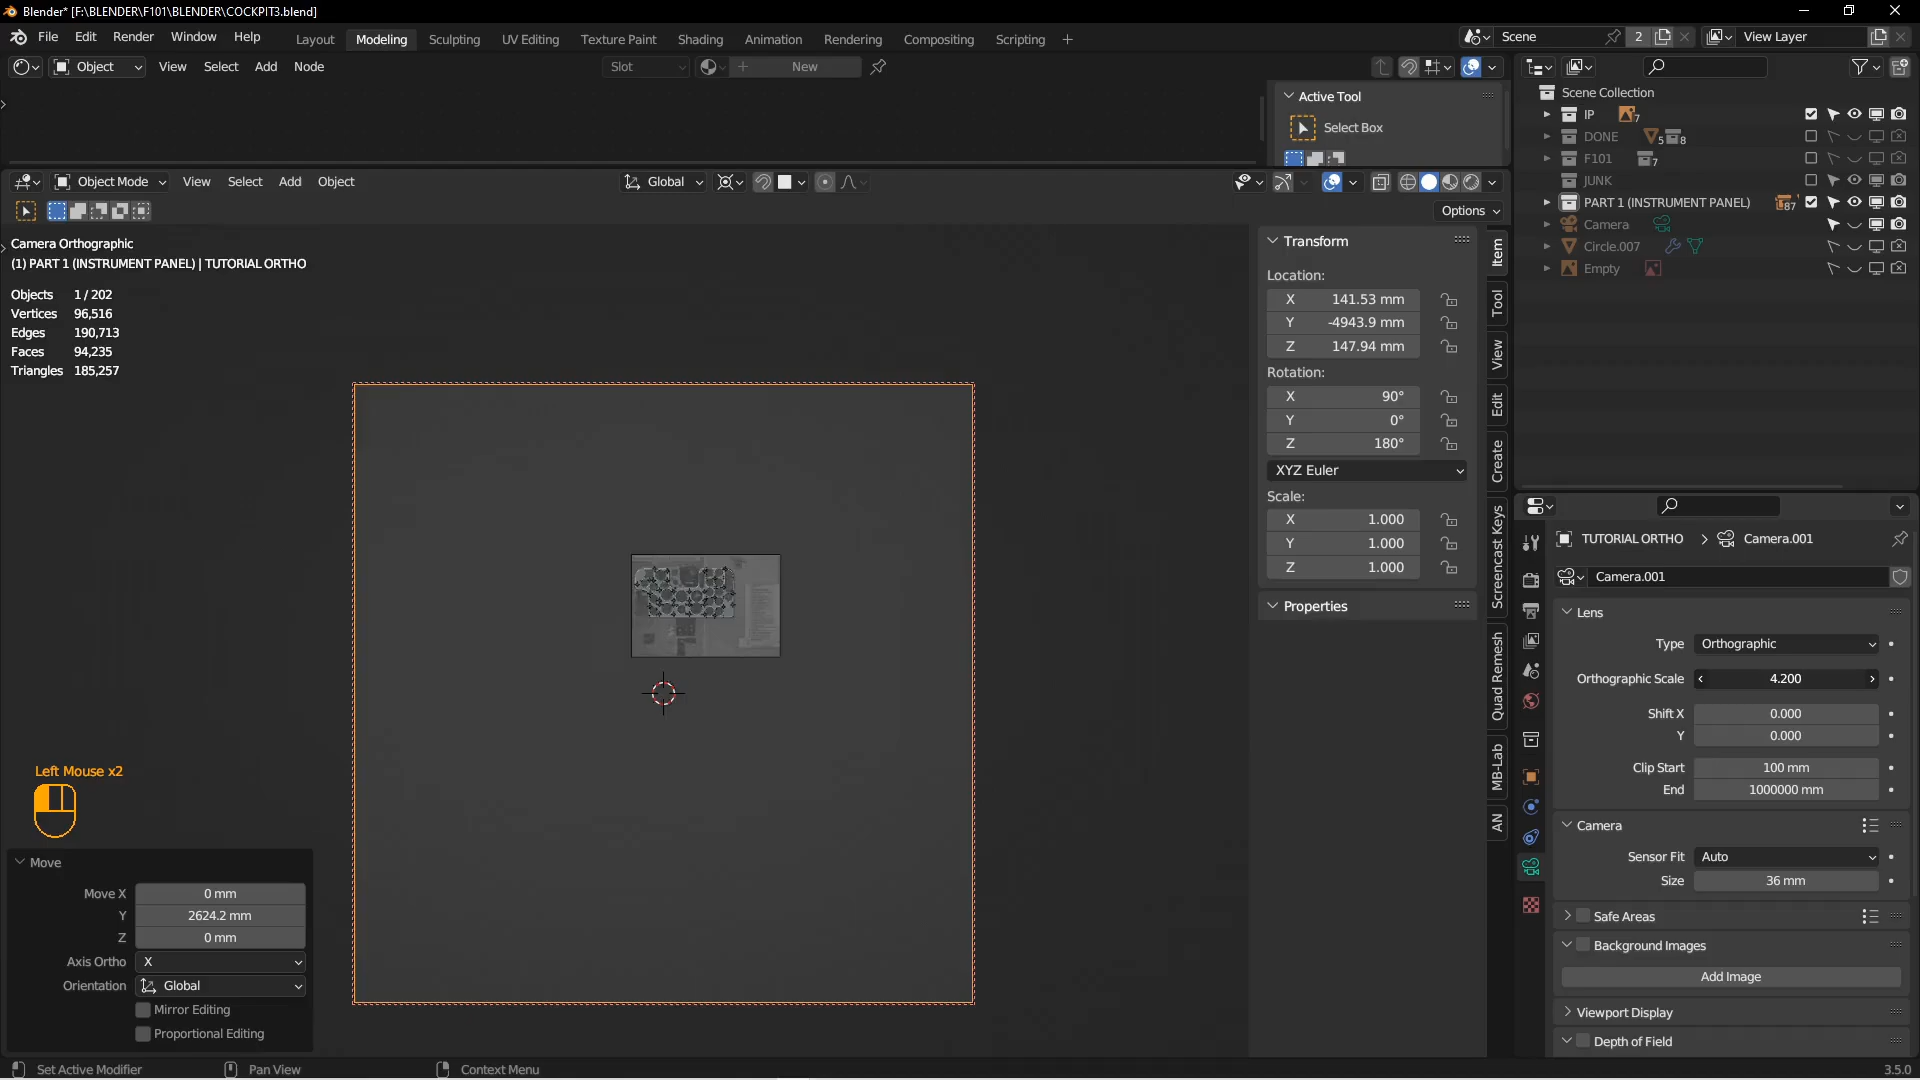 Blender* [F:\BLENDER\F101\BLENDER\COCKPIT3.blend]
File Edit Render Window Help Layout Modeling Sculpting UV Editing Texture Paint Shading Animation Rendering Compositing Scripting + Scene 2 View Layer
Object View Select Add Node Slot New
Active Tool
Select Box
Scene Collection
IP 7
DONE 5 8
F101 7
JUNK
PART 1 (INSTRUMENT PANEL) 87
Camera
Circle.007
Empty
Object Mode View Select Add Object Global
Options
Camera Orthographic
(1) PART 1 (INSTRUMENT PANEL) | TUTORIAL ORTHO
Objects 1 / 202
Vertices 96,516
Edges 190,713
Faces 94,235
Triangles 185,257
Transform
Location:
X 141.53 mm
Y -4943.9 mm
Z 147.94 mm
Rotation:
X 90°
Y 0°
Z 180°
XYZ Euler
Scale:
X 1.000
Y 1.000
Z 1.000
Properties
Item
Tool
View
Edit
Create
Screencast Keys
Quad Remesh
MB-Lab
AN
TUTORIAL ORTHO Camera.001
Camera.001
Lens
Type Orthographic
Orthographic Scale 4.200
Shift X 0.000
Y 0.000
Clip Start 100 mm
End 1000000 mm
Camera
Sensor Fit Auto
Size 36 mm
Safe Areas
Background Images
Add Image
Viewport Display
Depth of Field
Left Mouse x2
Move
Move X 0 mm
Y 2624.2 mm
Z 0 mm
Axis Ortho X
Orientation Global
Mirror Editing
Proportional Editing
Set Active Modifier Pan View Context Menu 3.5.0